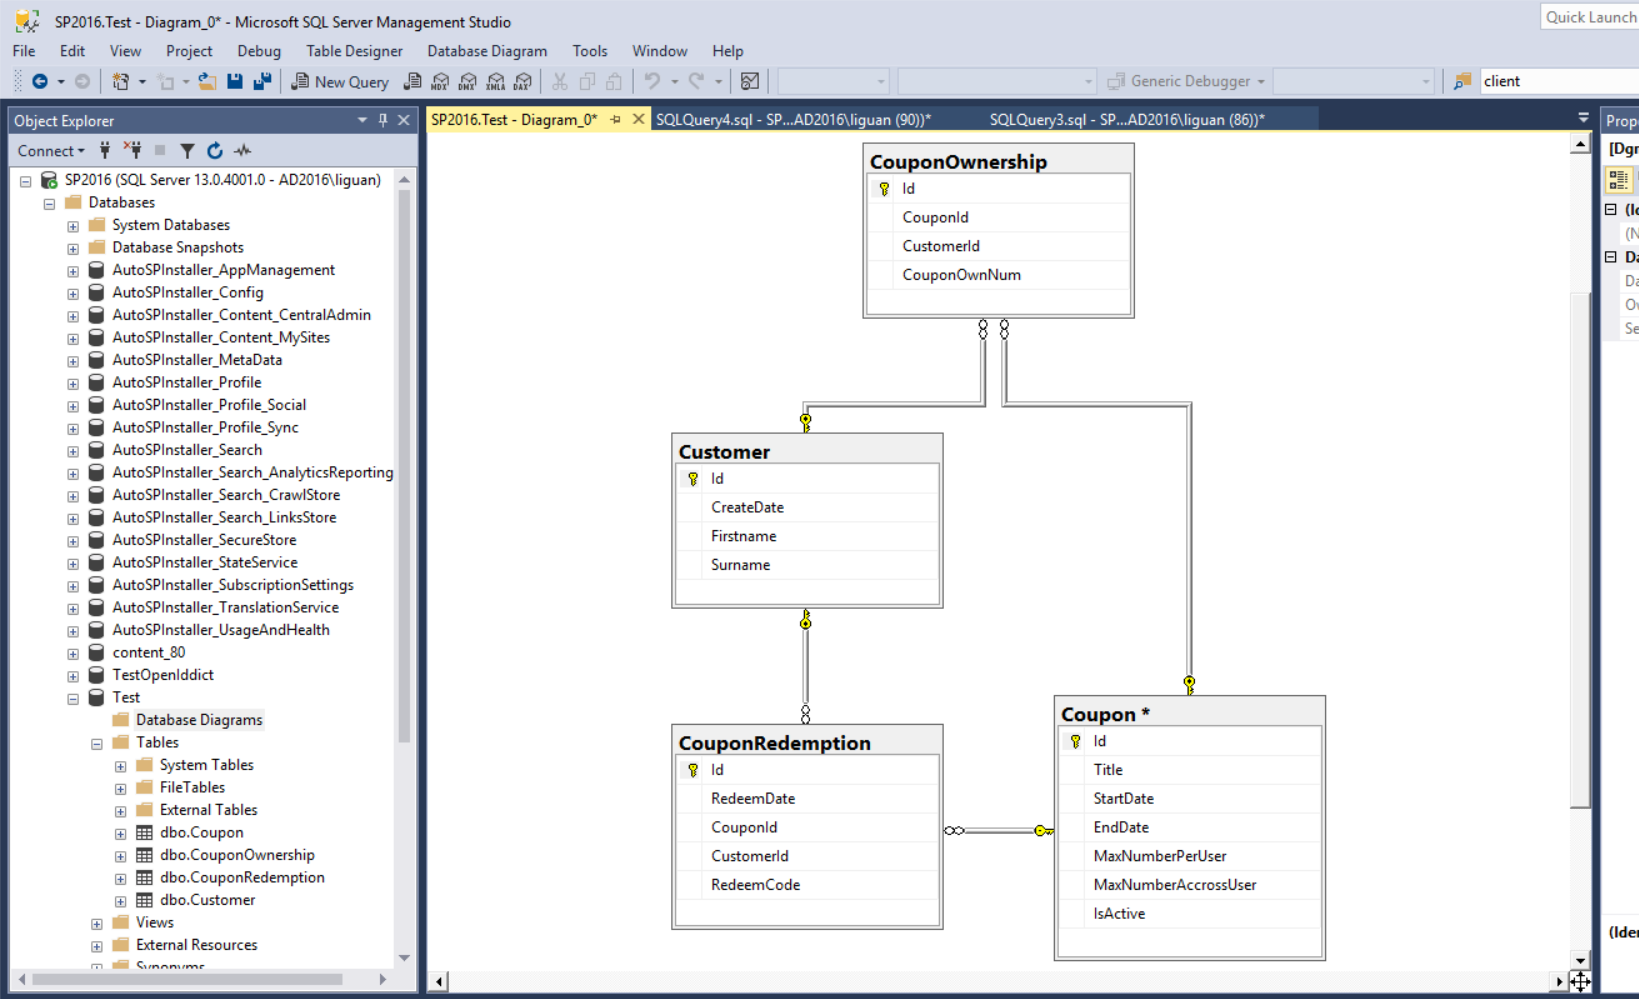 SP2016.Test - Diagram_0* - Microsoft SQL Server Management Studio
Quick Launch
File Edit View Project Debug Table Designer Database Diagram Tools Window Help
New Query
MDX DMX XMLA DAX
Generic Debugger
client
Object Explorer
Connect
SP2016 (SQL Server 13.0.4001.0 - AD2016\liguan)
Databases
System Databases
Database Snapshots
AutoSPInstaller_AppManagement
AutoSPInstaller_Config
AutoSPInstaller_Content_CentralAdmin
AutoSPInstaller_Content_MySites
AutoSPInstaller_MetaData
AutoSPInstaller_Profile
AutoSPInstaller_Profile_Social
AutoSPInstaller_Profile_Sync
AutoSPInstaller_Search
AutoSPInstaller_Search_AnalyticsReporting
AutoSPInstaller_Search_CrawlStore
AutoSPInstaller_Search_LinksStore
AutoSPInstaller_SecureStore
AutoSPInstaller_StateService
AutoSPInstaller_SubscriptionSettings
AutoSPInstaller_TranslationService
AutoSPInstaller_UsageAndHealth
content_80
TestOpenIddict
Test
Database Diagrams
Tables
System Tables
FileTables
External Tables
dbo.Coupon
dbo.CouponOwnership
dbo.CouponRedemption
dbo.Customer
Views
External Resources
Synonyms
SP2016.Test - Diagram_0*
SQLQuery4.sql - SP...AD2016\liguan (90))*
SQLQuery3.sql - SP...AD2016\liguan (86))*
CouponOwnership
Id
CouponId
CustomerId
CouponOwnNum
Customer
Id
CreateDate
Firstname
Surname
CouponRedemption
Id
RedeemDate
CouponId
CustomerId
RedeemCode
Coupon *
Id
Title
StartDate
EndDate
MaxNumberPerUser
MaxNumberAccrossUser
IsActive
Prop
[Dgr
(Id
(N
Da
Da
Ov
Se
(Ider